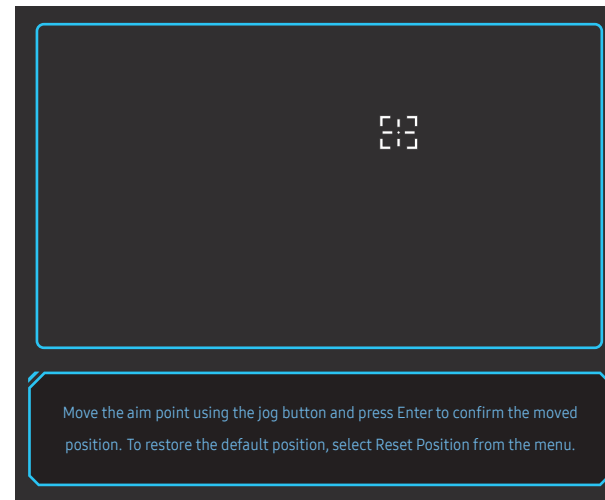 Move the aim point using the jog button and press Enter to confirm the moved
position. To restore the default position, select Reset Position from the menu.